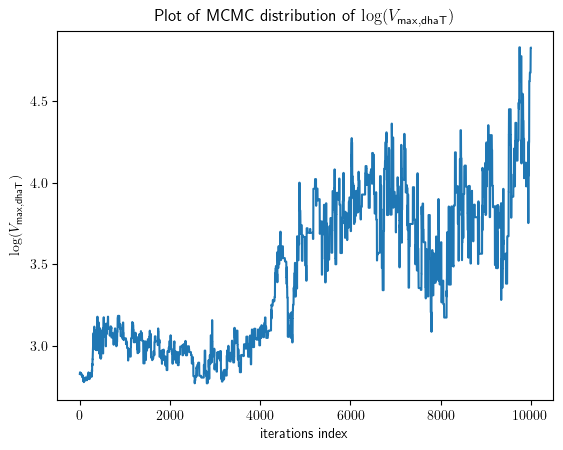 Plot of MCMC distribution of log(V_max,dhaT)
log(V_max,dhaT)
4.5
4.0
3.5
3.0
0 2000 4000 6000 8000 10000
iterations index